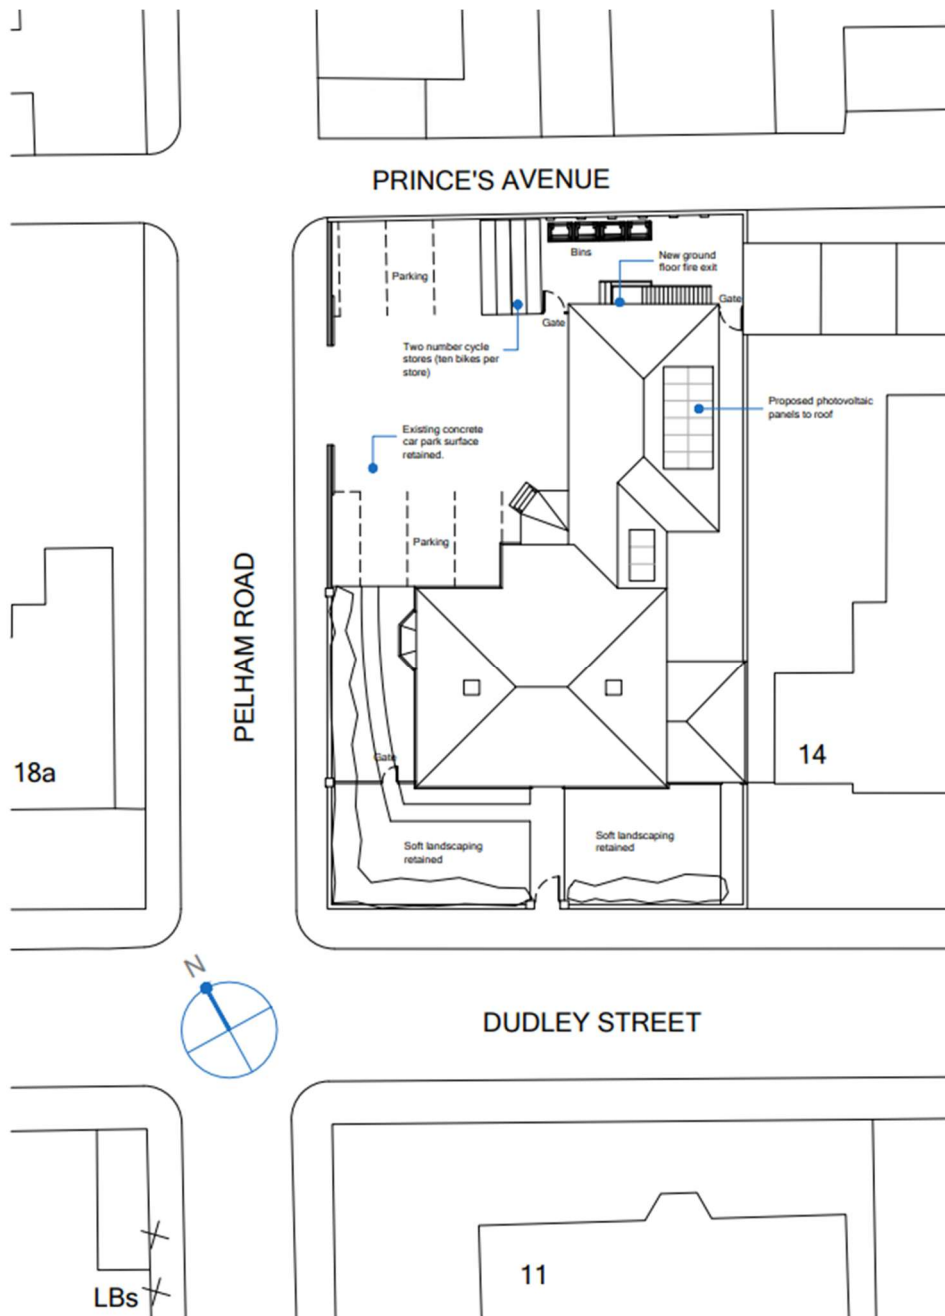 PRINCE'S AVENUE
Bins
New ground
floor fire exit
Parking
Gate
Gate
Two number cycle
stores (ten bikes per
store)
Proposed photovoltaic
panels to roof
Existing concrete
car park surface
retained.
Parking
PELHAM ROAD
Gate
18a
14
Soft landscaping
retained
Soft landscaping
retained
N
DUDLEY STREET
11
LBs